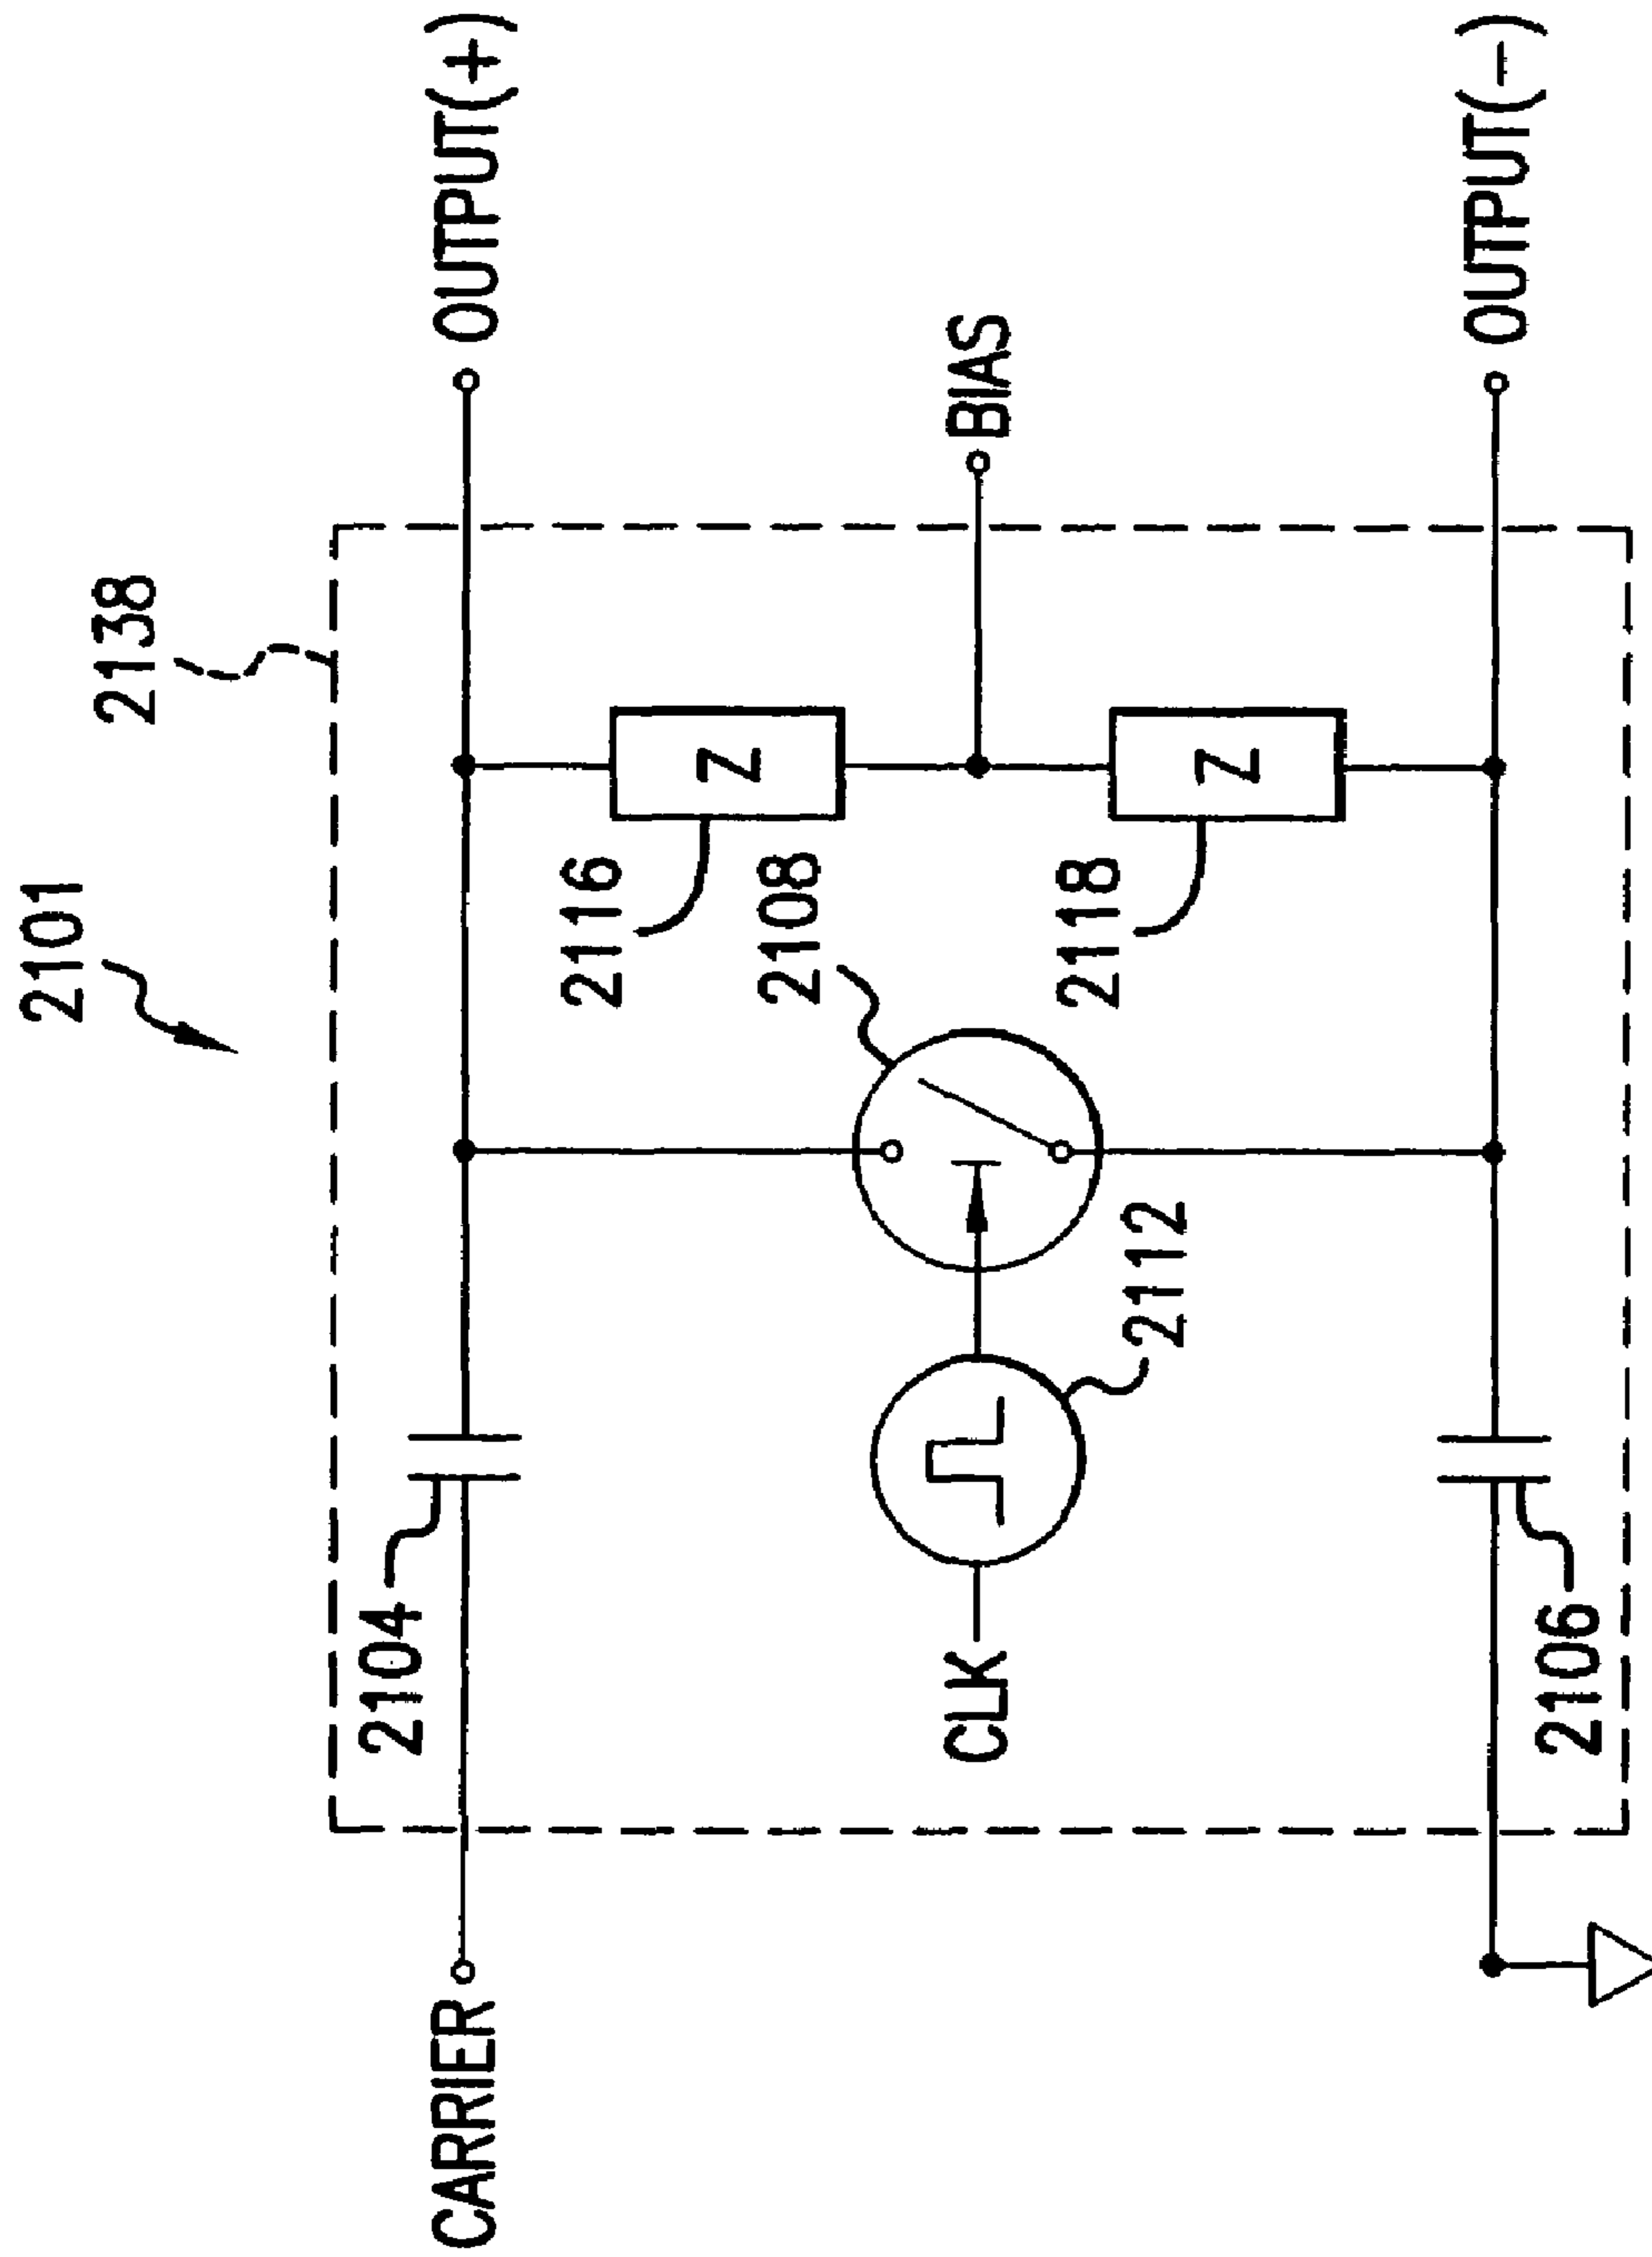 2101
2138
CARRIER
OUTPUT(+)
2104
2116
Z
2108
BIAS
CLK
2112
2118
Z
2106
OUTPUT(−)